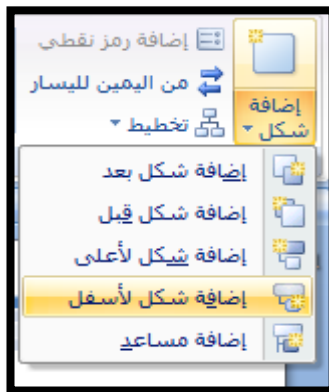 إضافة شكل
إضافة رمز نقطي
من اليمين لليسار
تخطيط
إضافة شكل بعد
إضافة شكل قبل
إضافة شكل لأعلى
إضافة شكل لأسفل
إضافة مساعد